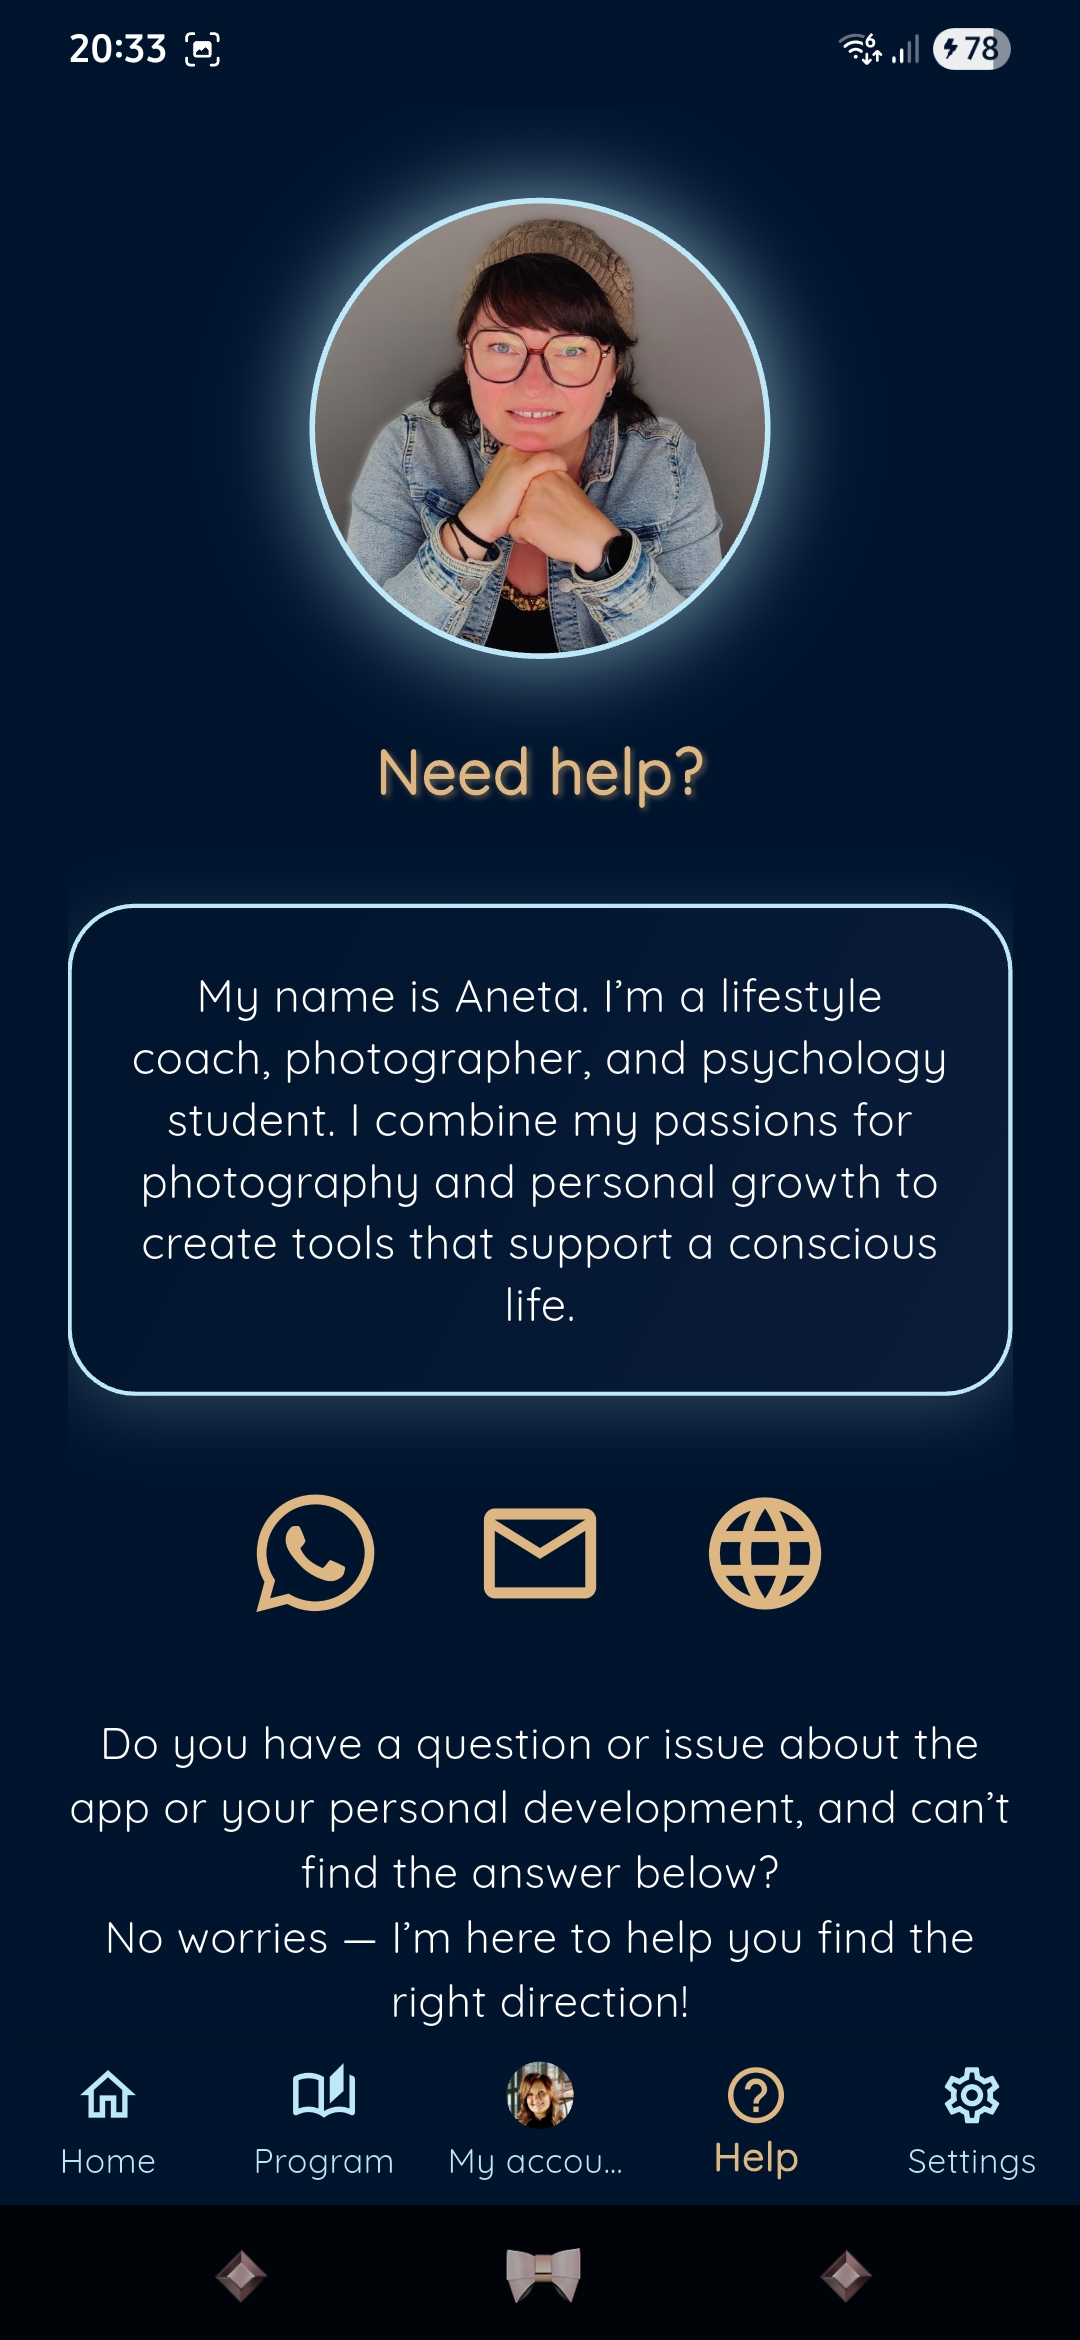 20:33
6
78
Need help?
My name is Aneta. I’m a lifestyle
coach, photographer, and psychology
student. I combine my passions for
photography and personal growth to
create tools that support a conscious
life.
Do you have a question or issue about the
app or your personal development, and can’t
find the answer below?
No worries — I’m here to help you find the
right direction!
Home
Program
My accou...
Help
Settings